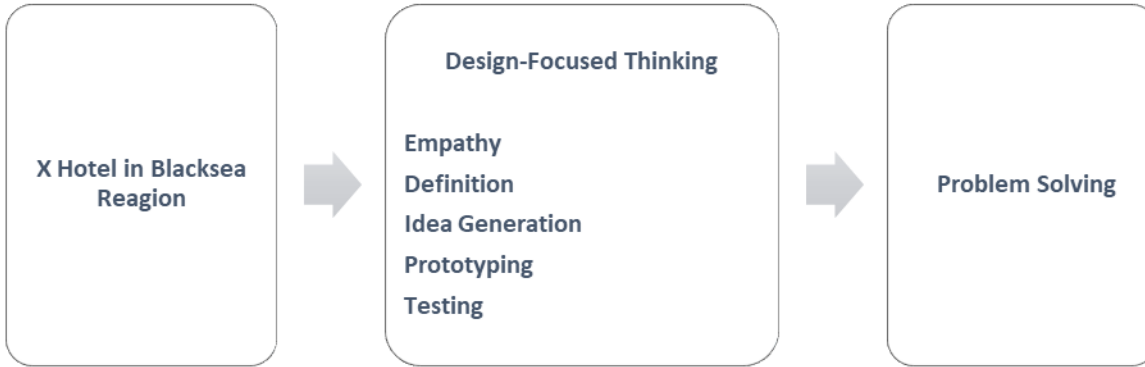 X Hotel in Blacksea
Reagion
Design-Focused Thinking
Empathy
Definition
Idea Generation
Prototyping
Testing
Problem Solving